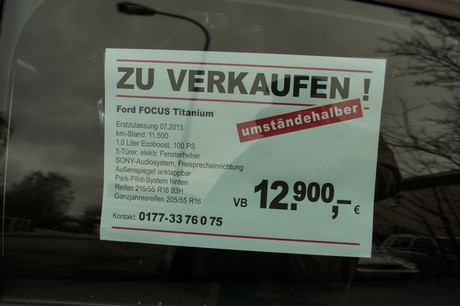 ZU VERKAUFEN !
umständehalber
Ford FOCUS Titanium
Erstzulassung 07.2013
km-Stand: 11.500
1.0 Liter Ecoboost, 100 PS
5-Türer, elektr. Fensterheber
SONY-Audiosystem, Freisprecheinrichtung
Außenspiegel anklappbar
Park-Pilot-System hinten
Reifen 215/55 R16 93H
Ganzjahresreifen 205/55 R16
VB 12.900,- €
Kontakt: 0177-33 76 0 75